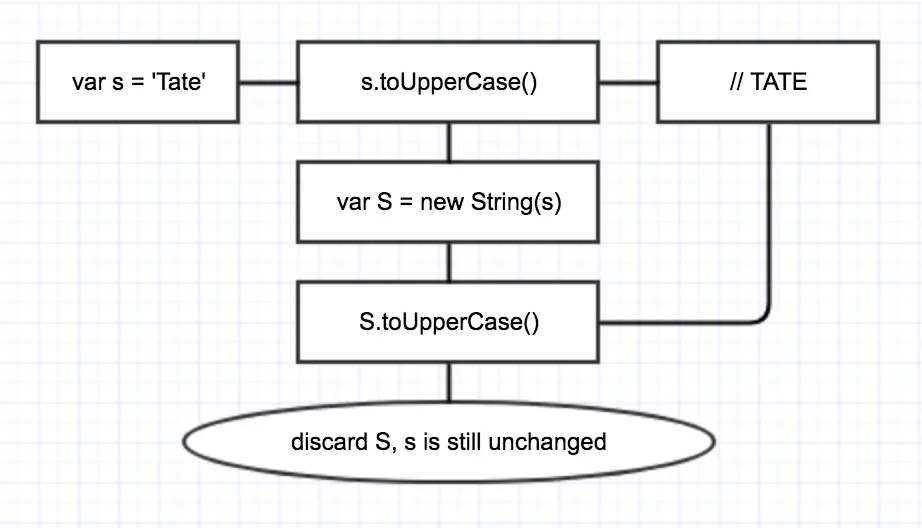 var s = 'Tate'
s.toUpperCase()
// TATE
var S = new String(s)
S.toUpperCase()
discard S, s is still unchanged